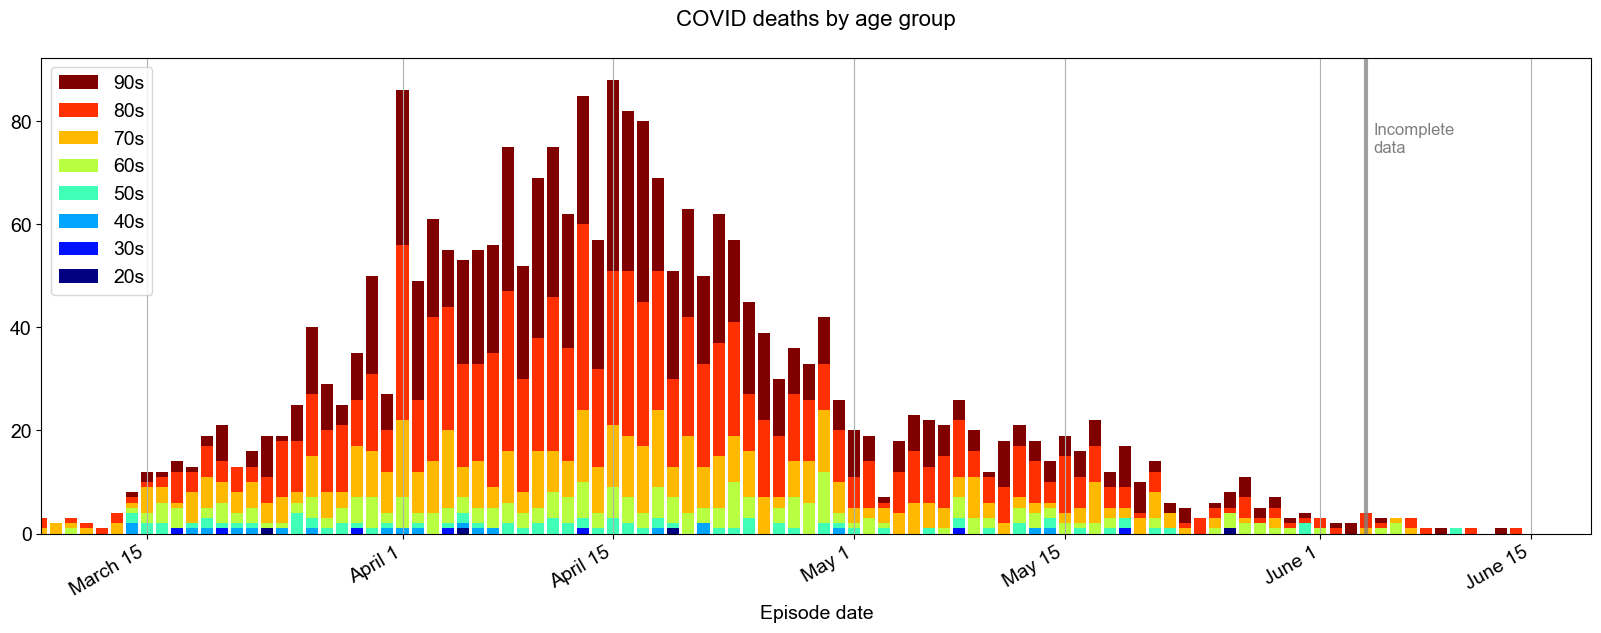 COVID deaths by age group
90s
80s
70s
60s
50s
40s
30s
20s
80
60
40
20
0
Incomplete
data
March 15
April 1
April 15
May 1
May 15
June 1
June 15
Episode date